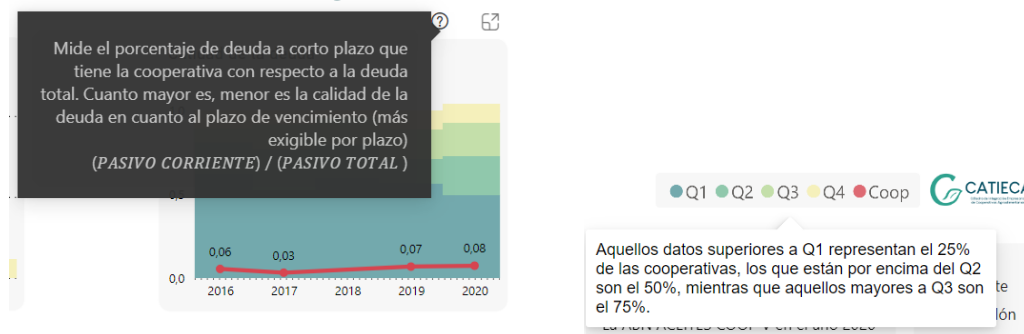 Mide el porcentaje de deuda a corto plazo que
tiene la cooperativa con respecto a la deuda
total. Cuanto mayor es, menor es la calidad de la
deuda en cuanto al plazo de vencimiento (más
exigible por plazo)
(PASIVO CORRIENTE) / (PASIVO TOTAL )
0,0
0,06
0,03
0,07
0,08
2016 2017 2018 2019 2020
Q1 Q2 Q3 Q4 Coop
CATIECA
Aquellos datos superiores a Q1 representan el 25%
de las cooperativas, los que están por encima del Q2
son el 50%, mientras que aquellos mayores a Q3 son
el 75%.